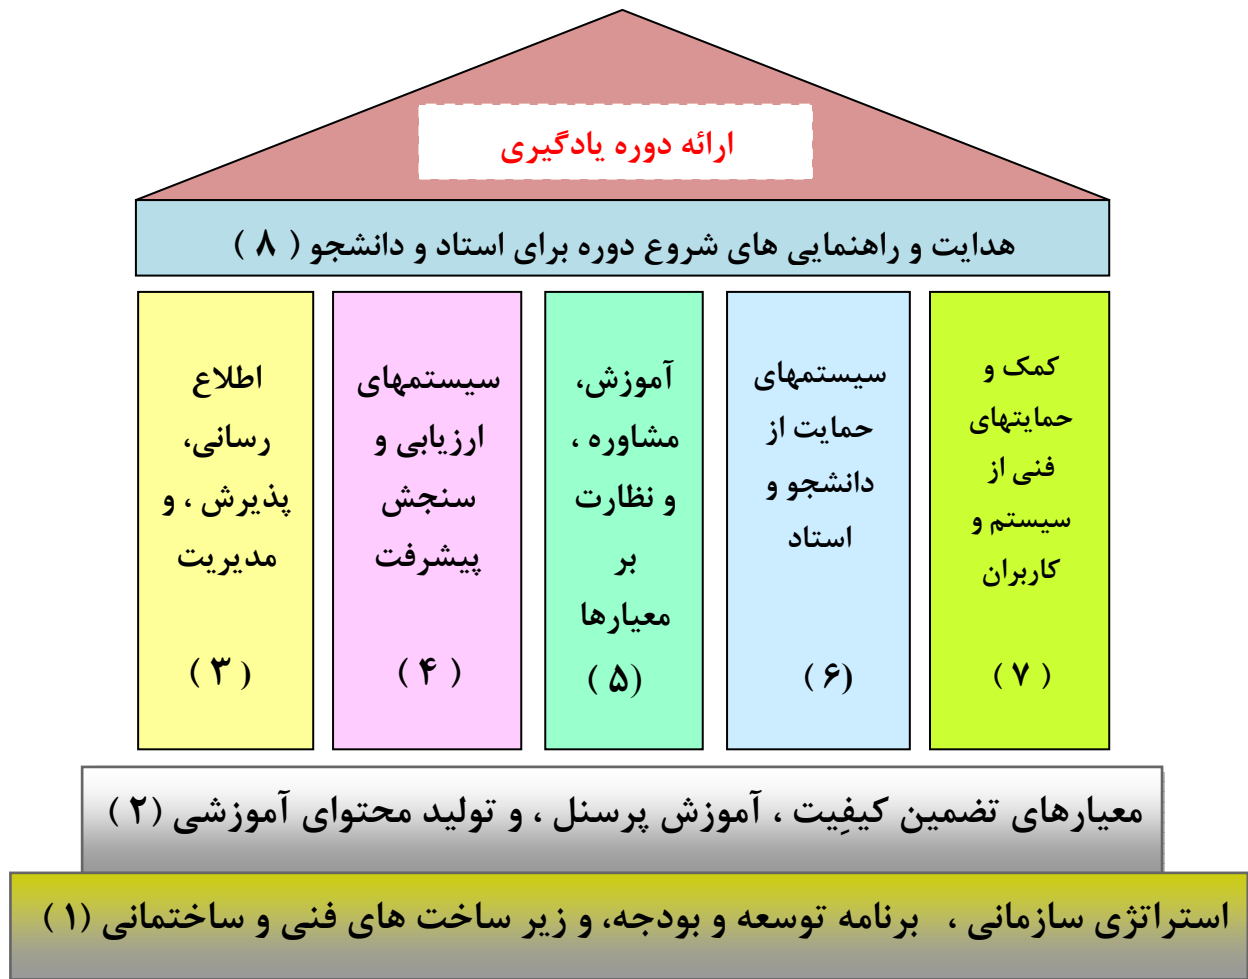 ارائه دوره یادگیری
هدایت و راهنمایی های شروع دوره برای استاد و دانشجو ( ۸ )
کمک و
حمایتهای
فنی از
سیستم و
کاربران
( ۷ )
سیستمهای
حمایت از
دانشجو و
استاد
(۶ )
آموزش،
مشاوره ،
و نظارت
بر
معیارها
(۵ )
سیستمهای
ارزیابی و
سنجش
پیشرفت
( ۴ )
اطلاع
رسانی،
پذیرش ، و
مدیریت
(۳ )
معیارهای تضمین کیفِیت ، آموزش پرسنل ، و تولید محتوای آموزشی (۲ )
استراتژی سازمانی ، برنامه توسعه و بودجه، و زیر ساخت های فنی و ساختمانی (۱ )